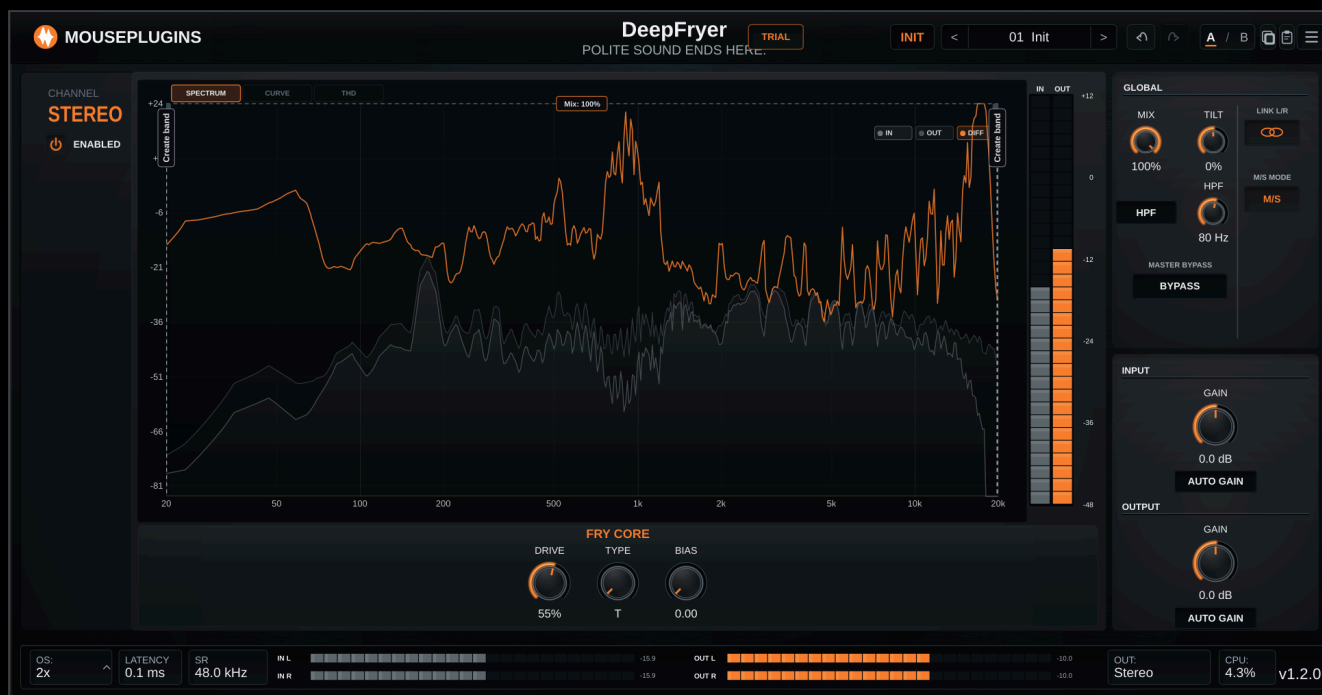 MOUSEPLUGINS
DeepFryer
POLITE SOUND ENDS HERE.
TRIAL
INIT
<
01 Init
>
A / B
CHANNEL
STEREO
ENABLED
SPECTRUM
CURVE
THD
Mix: 100%
IN
OUT
DIFF
Create band
Create band
+24
-6
-21
-36
-51
-66
-81
20
50
100
200
500
1k
2k
5k
10k
20k
IN OUT
+12
0
-12
-24
-36
-48
GLOBAL
MIX
100%
TILT
0%
LINK L/R
HPF
HPF
80 Hz
M/S MODE
M/S
MASTER BYPASS
BYPASS
INPUT
GAIN
0.0 dB
AUTO GAIN
OUTPUT
GAIN
0.0 dB
AUTO GAIN
FRY CORE
DRIVE
TYPE
BIAS
55%
T
0.00
OS:
2x
LATENCY
0.1 ms
SR
48.0 kHz
IN L
-15.9
IN R
-15.9
OUT L
-10.0
OUT R
-10.0
OUT:
Stereo
CPU:
4.3%
v1.2.0